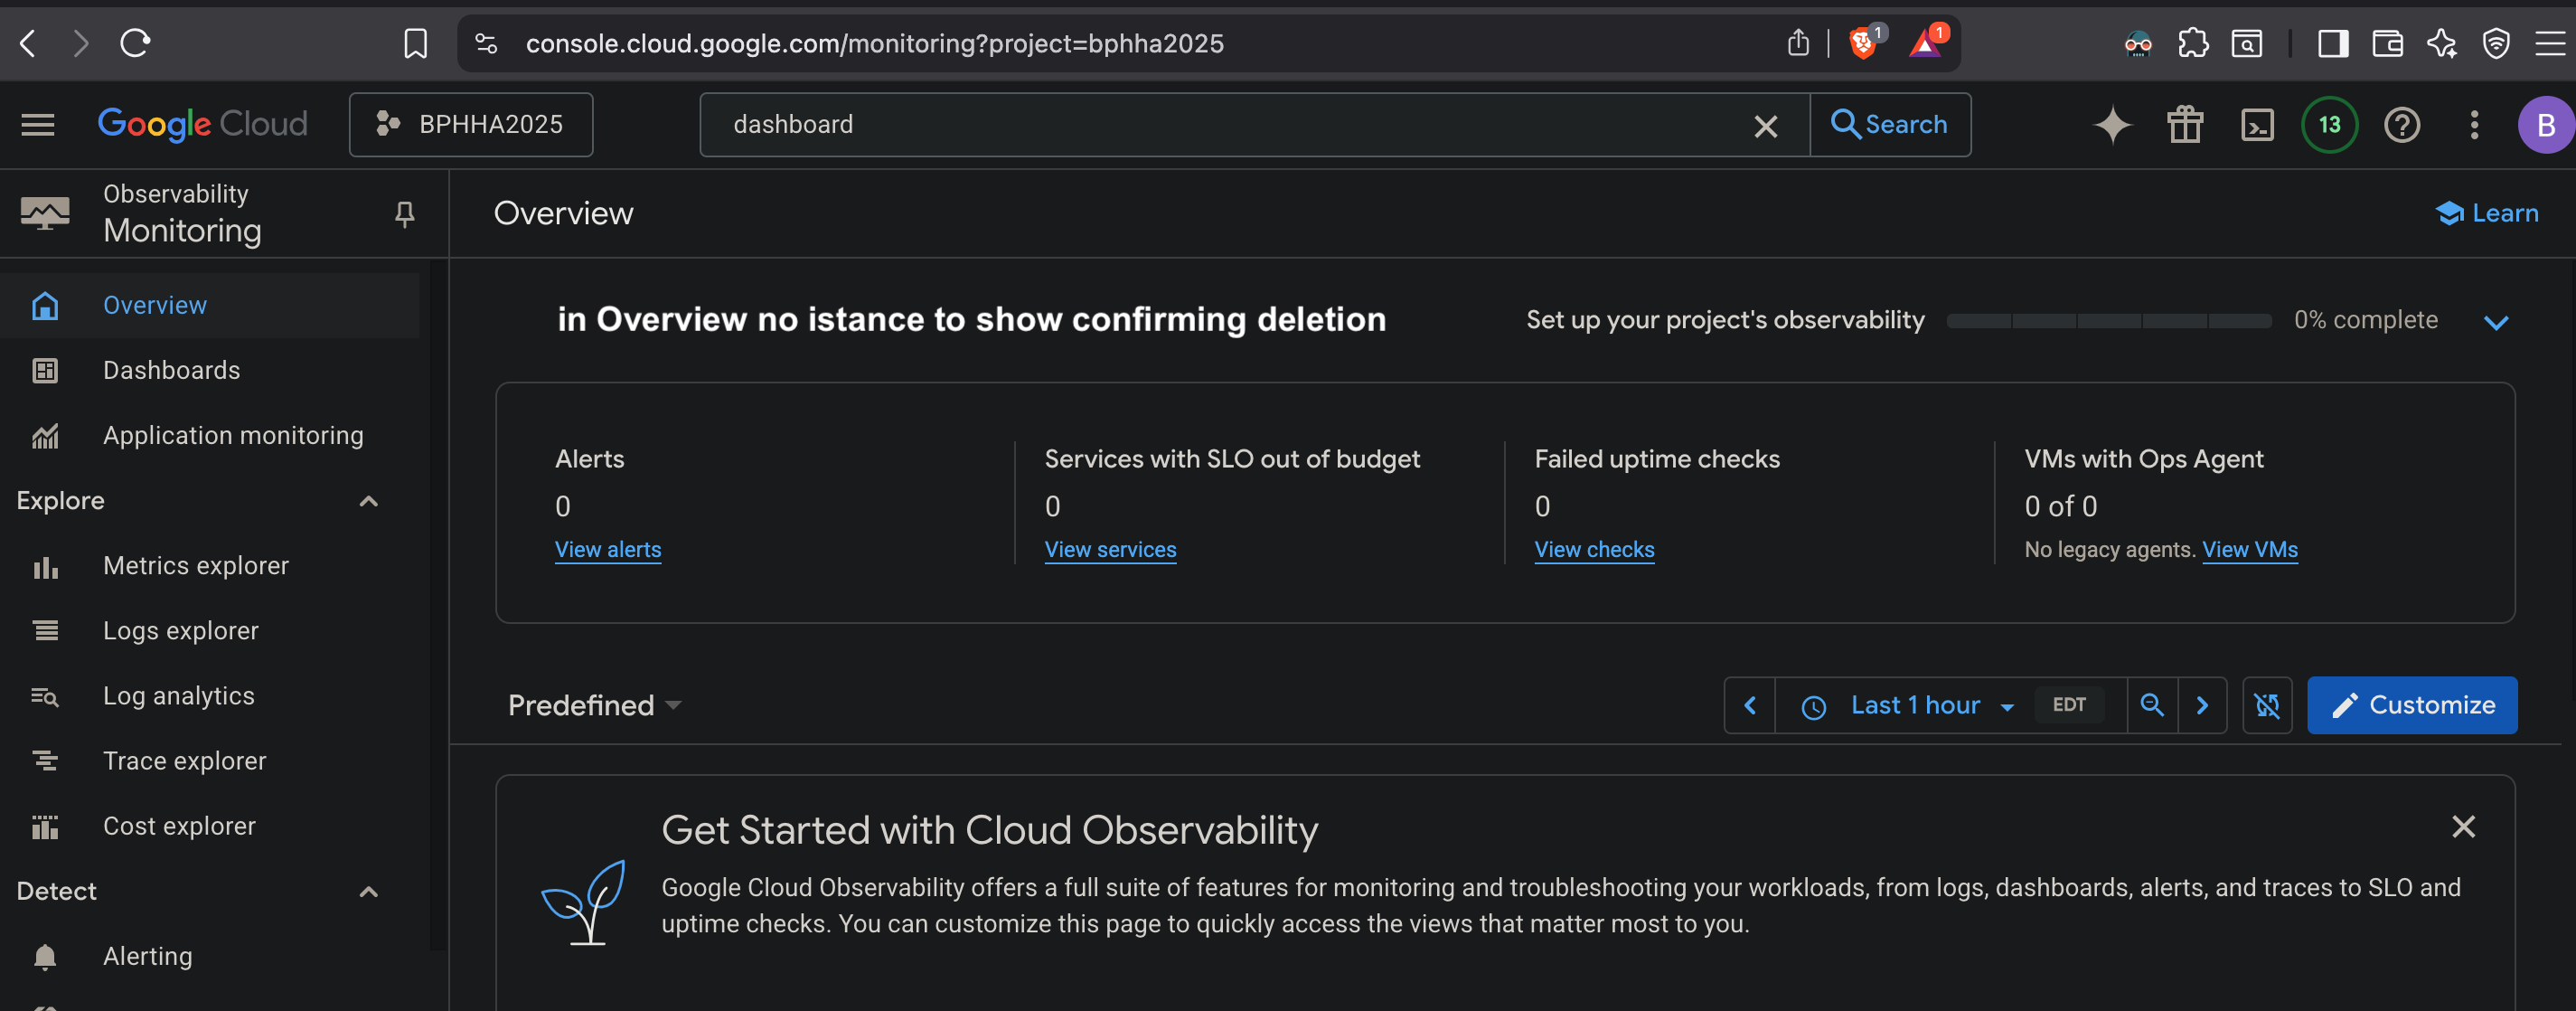 console.cloud.google.com/monitoring?project=bphha2025
1
1
Google Cloud
BPHHA2025
dashboard
Search
13
B
Observability
Monitoring
Overview
Learn
Overview
Dashboards
Application monitoring
Explore
Metrics explorer
Logs explorer
Log analytics
Trace explorer
Cost explorer
Detect
Alerting
in Overview no istance to show confirming deletion
Set up your project's observability
0% complete
Alerts
0
View alerts
Services with SLO out of budget
0
View services
Failed uptime checks
0
View checks
VMs with Ops Agent
0 of 0
No legacy agents. View VMs
Predefined
Last 1 hour
EDT
Customize
Get Started with Cloud Observability
Google Cloud Observability offers a full suite of features for monitoring and troubleshooting your workloads, from logs, dashboards, alerts, and traces to SLO and
uptime checks. You can customize this page to quickly access the views that matter most to you.